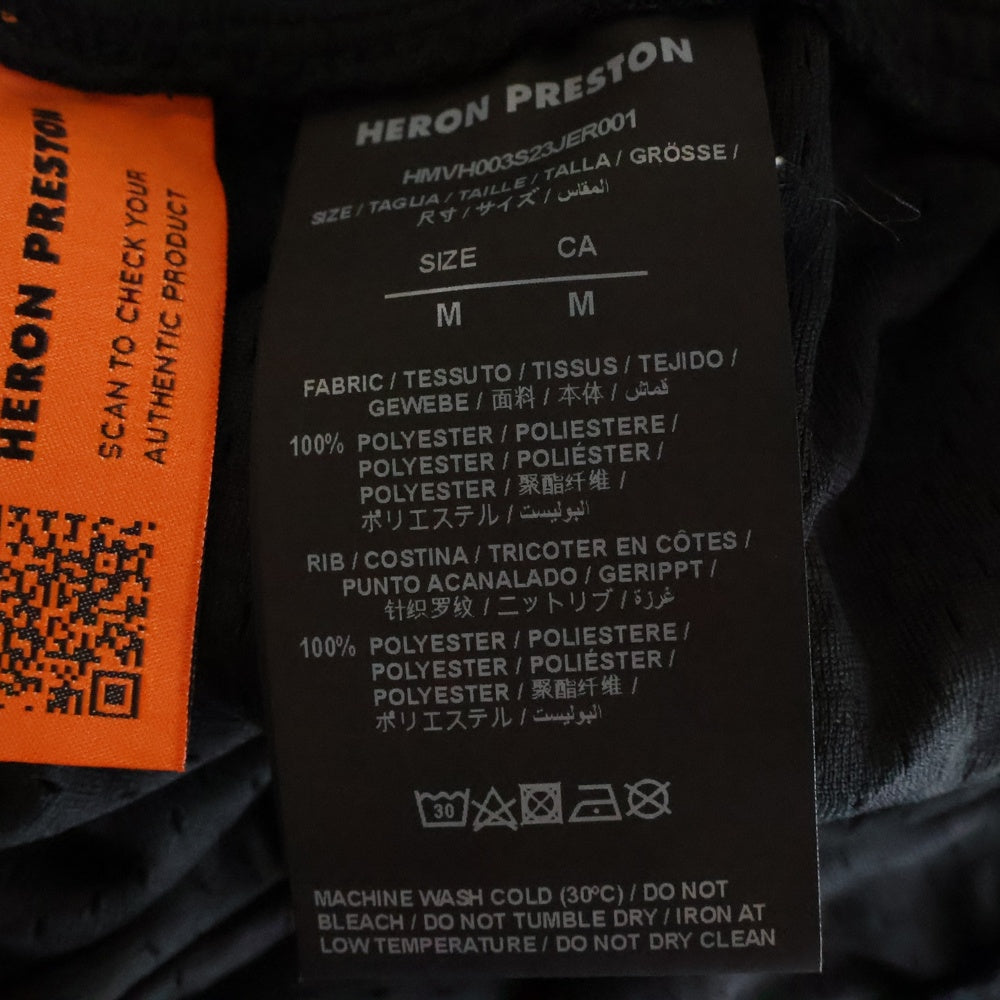 HERON PRESTON
SCAN TO CHECK YOUR
AUTHENTIC PRODUCT
HERON PRESTON
HMVH003S23JER001
SIZE / TAGLIA / TAILLE / TALLA / GRÖSSE /
尺寸 / サイズ / المقاس
SIZE CA
M M
FABRIC / TESSUTO / TISSUS / TEJIDO /
GEWEBE / 面料 / 本体 / قماش
100% POLYESTER / POLIESTERE /
POLYESTER / POLIÉSTER /
POLYESTER / 聚酯纤维 /
ポリエステル / البوليست
RIB / COSTINA / TRICOTER EN CÔTES /
PUNTO ACANALADO / GERIPPT /
针织罗纹 / ニットリブ / غرزة
100% POLYESTER / POLIESTERE /
POLYESTER / POLIÉSTER /
POLYESTER / 聚酯纤维 /
ポリエステル / البوليست
30
MACHINE WASH COLD (30ºC) / DO NOT
BLEACH / DO NOT TUMBLE DRY / IRON AT
LOW TEMPERATURE / DO NOT DRY CLEAN